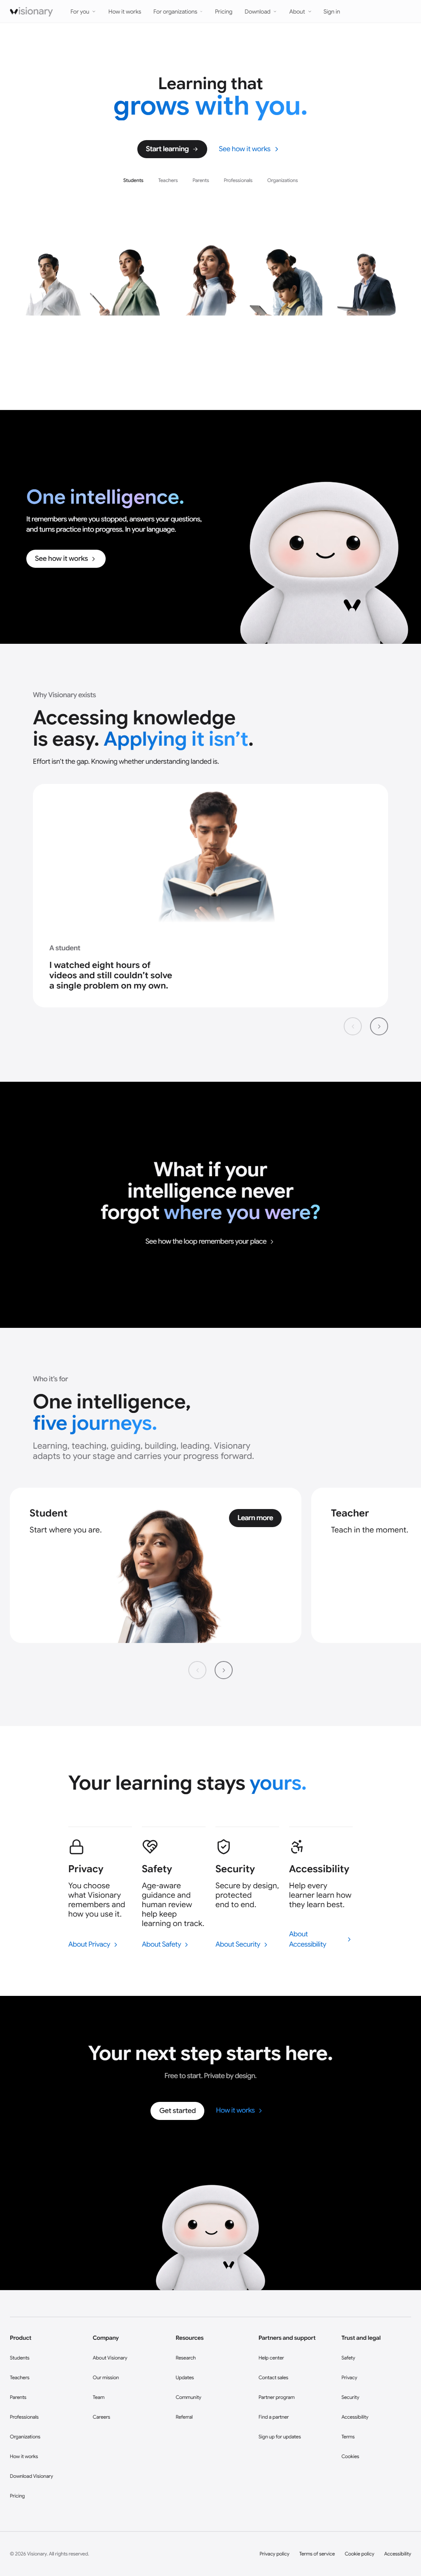 visionary For you How it works For organizations Pricing Download About Sign in
Learning that
grows with you.
Start learning See how it works
Students Teachers Parents Professionals Organizations
One intelligence.
It remembers where you stopped, answers your questions,
and turns practice into progress. In your language.
See how it works
Why Visionary exists
Accessing knowledge
is easy. Applying it isn't.
Effort isn't the gap. Knowing whether understanding landed is.
A student
I watched eight hours of
videos and still couldn't solve
a single problem on my own.
What if your
intelligence never
forgot where you were?
See how the loop remembers your place
Who it's for
One intelligence,
five journeys.
Learning, teaching, guiding, building, leading. Visionary
adapts to your stage and carries your progress forward.
Student
Start where you are.
Learn more
Teacher
Teach in the moment.
Your learning stays yours.
Privacy
You choose
what Visionary
remembers and
how you use it.
About Privacy
Safety
Age-aware
guidance and
human review
help keep
learning on track.
About Safety
Security
Secure by design,
protected
end to end.
About Security
Accessibility
Help every
learner learn how
they learn best.
About
Accessibility
Your next step starts here.
Free to start. Private by design.
Get started How it works
Product
Students
Teachers
Parents
Professionals
Organizations
How it works
Download Visionary
Pricing
Company
About Visionary
Our mission
Team
Careers
Resources
Research
Updates
Community
Referral
Partners and support
Help center
Contact sales
Partner program
Find a partner
Sign up for updates
Trust and legal
Safety
Privacy
Security
Accessibility
Terms
Cookies
© 2026 Visionary. All rights reserved.
Privacy policy Terms of service Cookie policy Accessibility